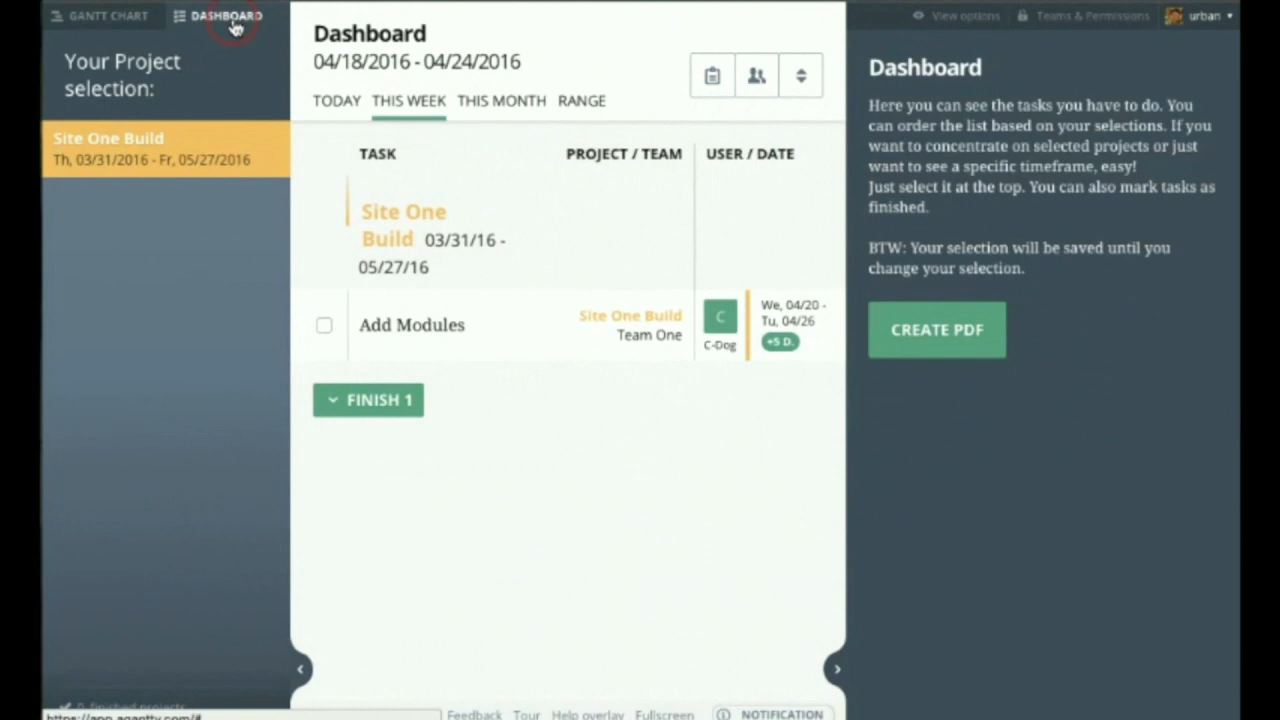 GANTT CHART
DASHBOARD
Your Project
selection:
Site One Build
Th, 03/31/2016 - Fr, 05/27/2016
0 finished projects
https://app.agantty.com/#
Dashboard
04/18/2016 - 04/24/2016
TODAY THIS WEEK THIS MONTH RANGE
TASK PROJECT / TEAM USER / DATE
Site One
Build 03/31/16 -
05/27/16
Add Modules
Site One Build
Team One
C
C-Dog
We, 04/20 -
Tu, 04/26
+5 D.
FINISH 1
Feedback Tour Help overlay Fullscreen
NOTIFICATION
View options Teams & Permissions urban
Dashboard
Here you can see the tasks you have to do. You
can order the list based on your selections. If you
want to concentrate on selected projects or just
want to see a specific timeframe, easy!
Just select it at the top. You can also mark tasks as
finished.
BTW: Your selection will be saved until you
change your selection.
CREATE PDF